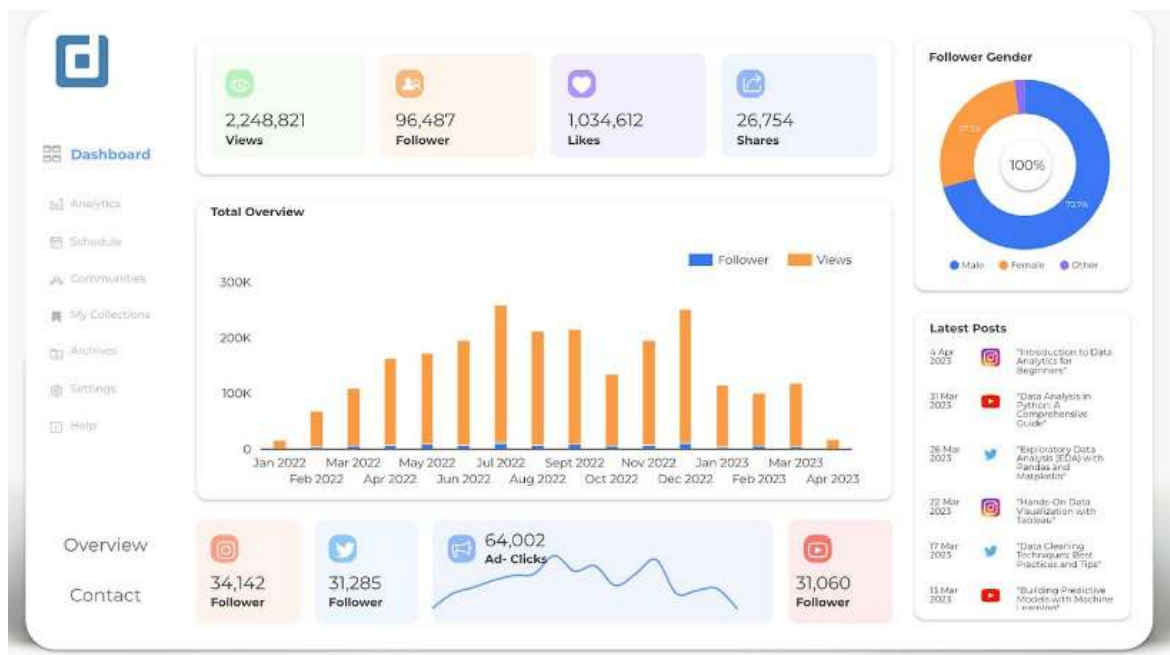 Dashboard
Analytics
Schedule
Communities
My Collections
Archives
Settings
Help
Overview
Contact
2,248,821
Views
96,487
Follower
1,034,612
Likes
26,754
Shares
Total Overview
Follower Views
300K
200K
100K
0
Jan 2022 Mar 2022 May 2022 Jul 2022 Sept 2022 Nov 2022 Jan 2023 Mar 2023
Feb 2022 Apr 2022 Jun 2022 Aug 2022 Oct 2022 Dec 2022 Feb 2023 Apr 2023
34,142
Follower
31,285
Follower
64,002
Ad- Clicks
31,060
Follower
Follower Gender
100%
Male Female Other
Latest Posts
4 Apr
2023
"Introduction to Data
Analytics for
Beginners"
31 Mar
2023
"Data Analysis in
Python: A
Comprehensive
Guide"
26 Mar
2023
"Exploratory Data
Analysis (EDA) with
Pandas and
Matplotlib"
22 Mar
2023
"Hands-On Data
Visualization with
Tableau"
17 Mar
2023
"Data Cleaning
Techniques: Best
Practices and Tips"
13 Mar
2023
"Building Predictive
Models with Machine